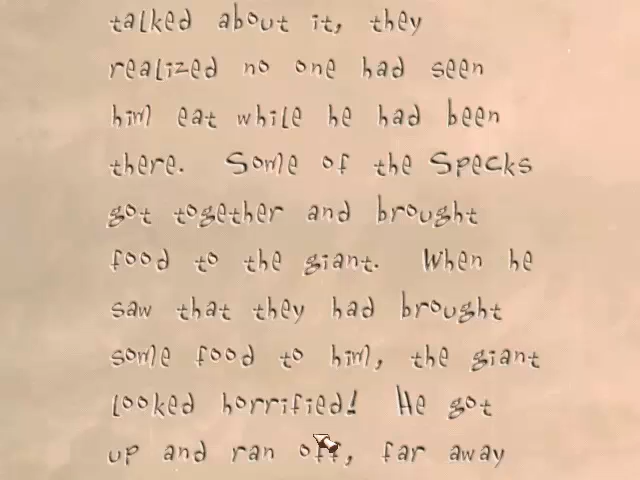 talked about it, they
realized no one had seen
him eat while he had been
there. Some of the Specks
got together and brought
food to the giant. When he
saw that they had brought
some food to him, the giant
looked horrified! He got
up and ran off, far away